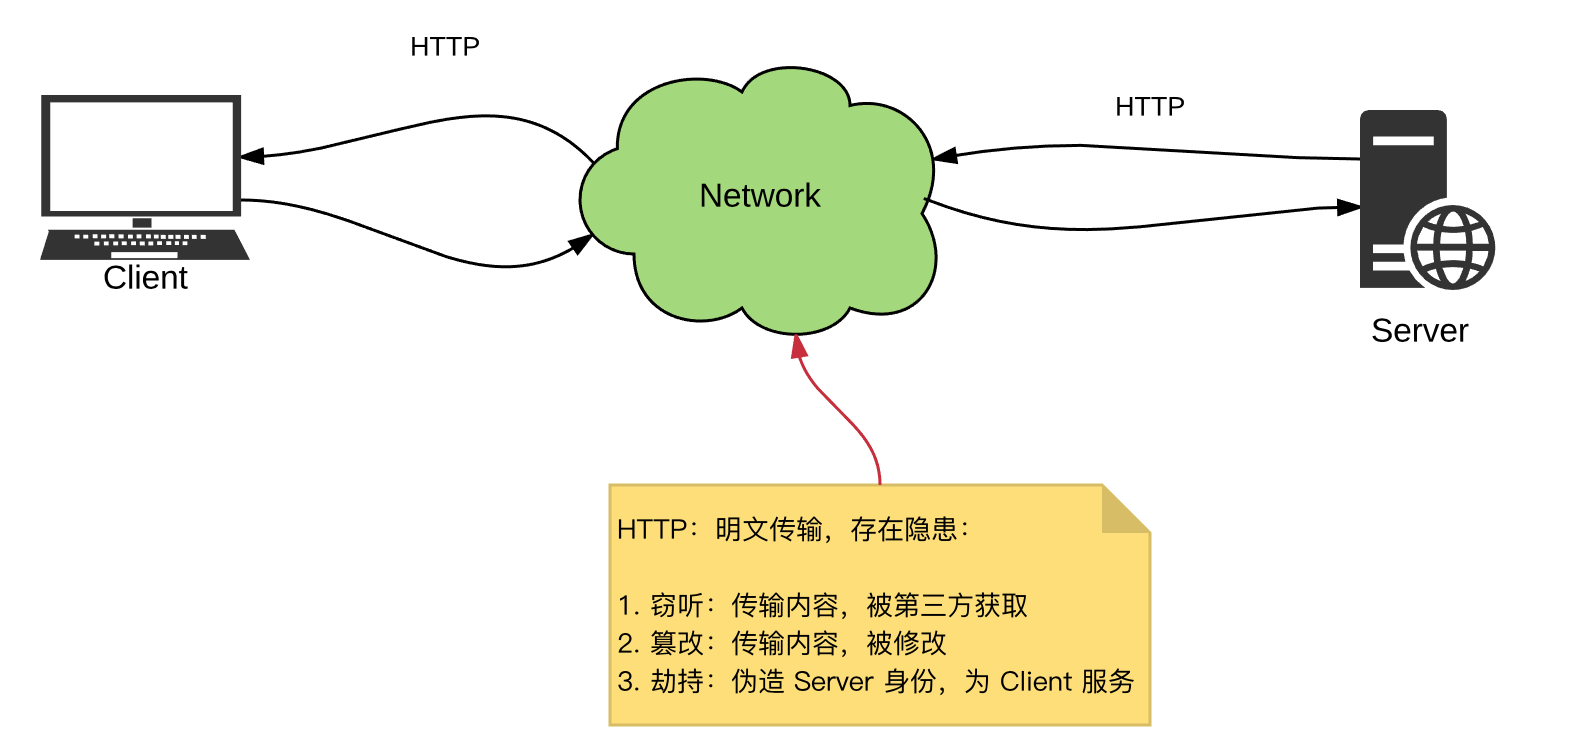 HTTP
HTTP
Network
Client
Server
HTTP：明文传输，存在隐患：
1. 窃听：传输内容，被第三方获取
2. 篡改：传输内容，被修改
3. 劫持：伪造 Server 身份，为 Client 服务